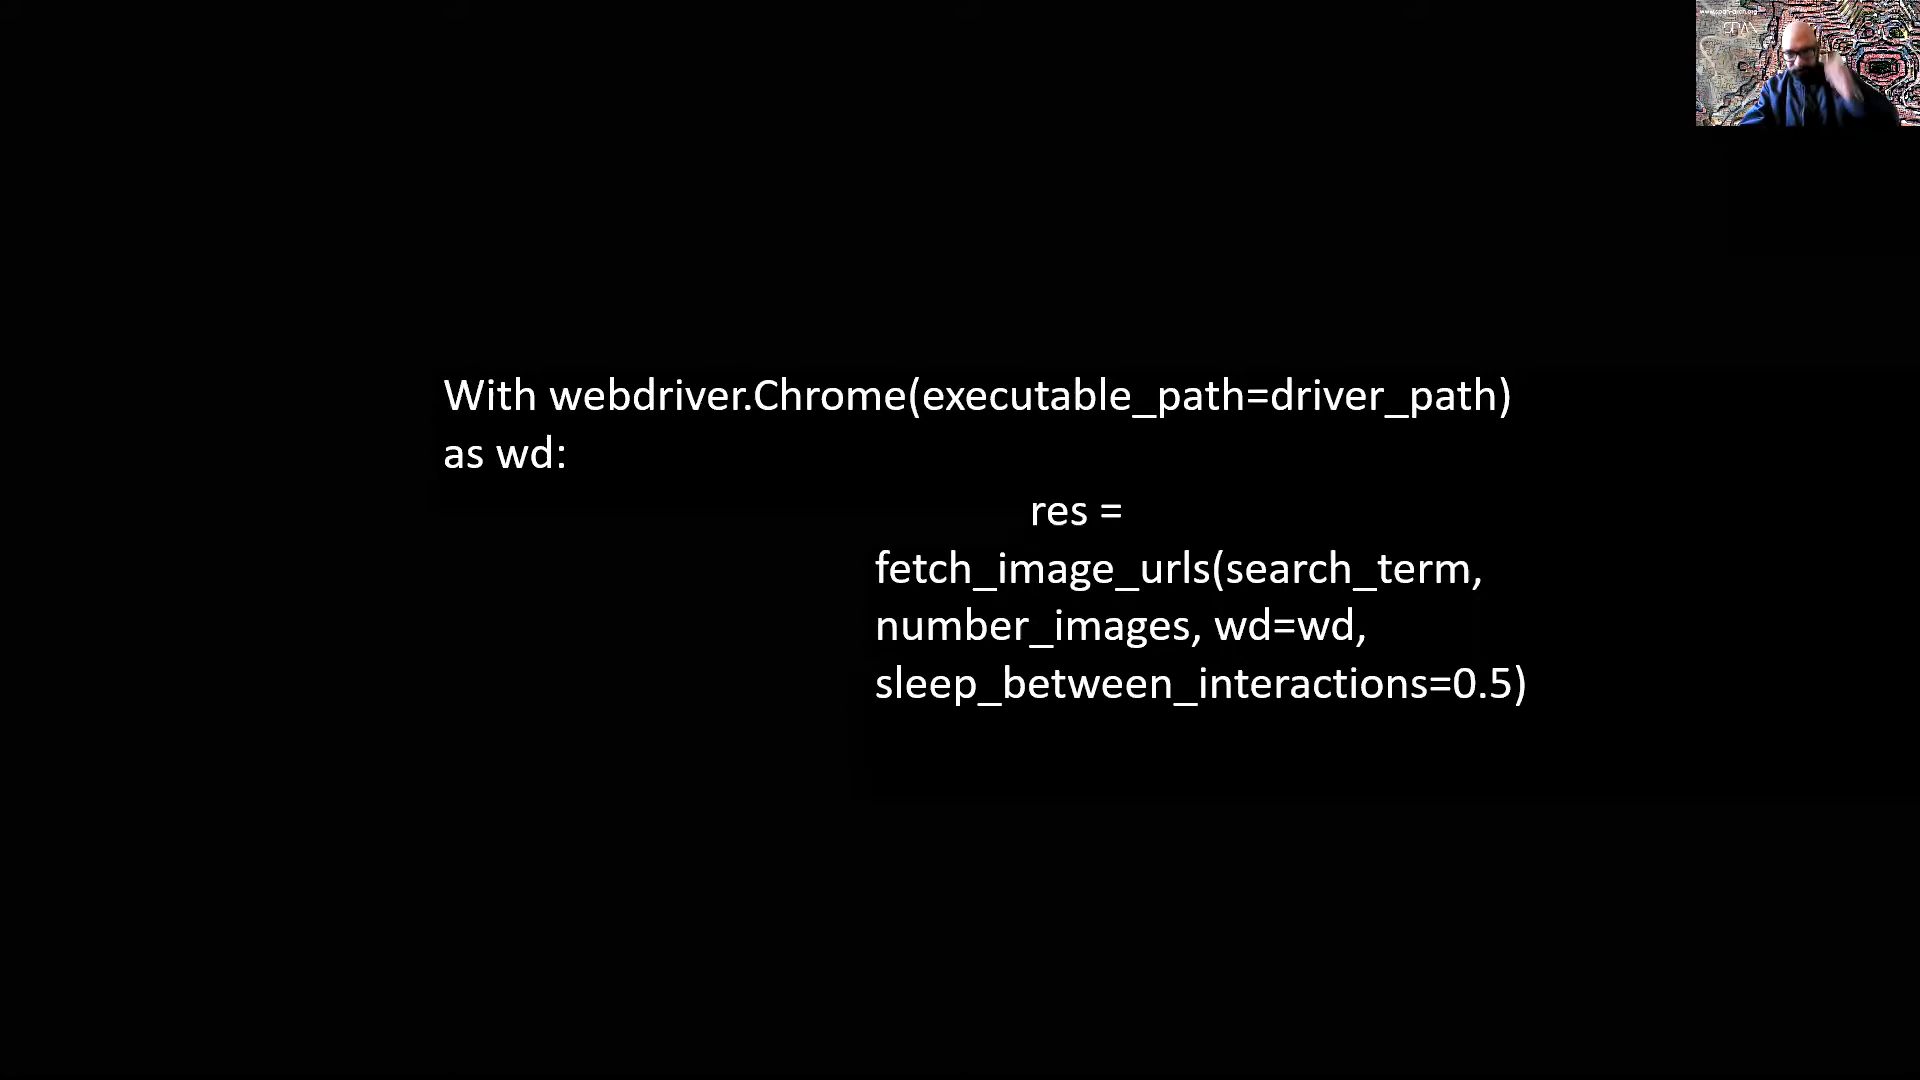 With webdriver.Chrome(executable_path=driver_path)
as wd:
res =
fetch_image_urls(search_term,
number_images, wd=wd,
sleep_between_interactions=0.5)